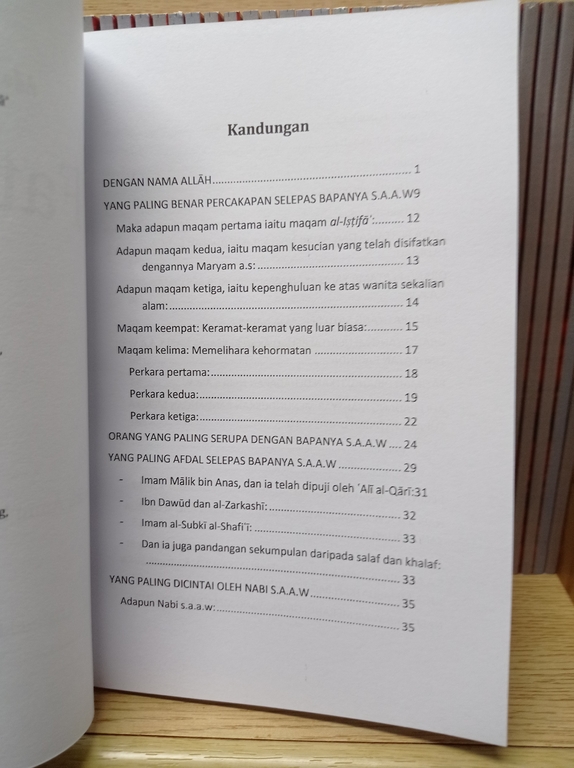 Kandungan
DENGAN NAMA ALLĀH............................................................ 1
YANG PALING BENAR PERCAKAPAN SELEPAS BAPANYA S.A.A.W9
Maka adapun maqam pertama iaitu maqam al-Iṣṭifā’:......... 12
Adapun maqam kedua, iaitu maqam kesucian yang telah disifatkan
dengannya Maryam a.s: ............................................. 13
Adapun maqam ketiga, iaitu kepenghuluan ke atas wanita sekalian
alam:................................................................................ 14
Maqam keempat: Keramat-keramat yang luar biasa:........... 15
Maqam kelima: Memelihara kehormatan .......................... 17
Perkara pertama:.......................................................... 18
Perkara kedua:.............................................................. 19
Perkara ketiga:.............................................................. 22
ORANG YANG PALING SERUPA DENGAN BAPANYA S.A.A.W .... 24
YANG PALING AFDAL SELEPAS BAPANYA S.A.A.W ................... 29
- Imam Mālik bin Anas, dan ia telah dipuji oleh ‘Alī al-Qārī:31
- Ibn Dawūd dan al-Zarkashī:........................................ 32
- Imam al-Subkī al-Shafi‘ī:............................................ 33
- Dan ia juga pandangan sekumpulan daripada salaf dan khalaf:
............................................................................ 33
YANG PALING DICINTAI OLEH NABI S.A.A.W.......................... 35
Adapun Nabi s.a.a.w:...................................................... 35